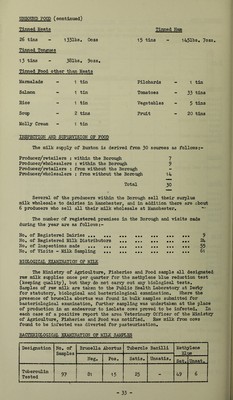 UNSOUND FOOD (continued)
Tinned Meats    Tinned Ham
26 tins - 135lbs. 0ozs    15 tins - 145lbs. 7ozs.
Tinned Tongues
13 tins - 38lbs. 7ozs.
Tinned Food other than Meats
Marmalade - 1 tin    Pilchards - 1 tin
Salmon - 1 tin    Tomatoes - 33 tins
Rice - 1 tin    Vegetables - 5 tins
Soup - 2 tins    Fruit - 20 tins
Molly Cream - 1 tin
INSPECTION AND SUPERVISION OF FOOD
The milk supply of Buxton is derived from 30 sources as follows:-
Producer/retailers : within the Borough 7
Producer/wholesalers : within the Borough 9
Producer/retailers : from without the Borough
Producer/wholesalers : from without the Borough
Total 30
Several of the producers within the Borough sell their surplus
milk wholesale to dairies in Manchester, and in addition there are about
6 producers who sell all their milk wholesale at Manchester.
The number of registered premises in the Borough and visits made
during the year are as follows:-
No. of Registered Dairies ... 9
No. of Registered Milk Distributors ... 24
No. of Inspections made ... 55
No. of Visits - Milk Sampling ... 61
BIOLOGICAL EXAMINATION OF MILK
The Ministry of Agriculture, Fisheries and Food sample all designated
raw milk supplies once per quarter for the methylene blue reduction test
(keeping quality), but they do not carry out any biological tests.
Samples of raw milk are taken to the Public Health Laboratory at Derby
for statutory, biological and bacteriological examination. Where the
presence of brucella abortus was found in bulk samples submitted for
bacteriological examination, further sampling was undertaken at the place
of production in an endeavour to isolate cows proved to be infected. In
each case of a positive report the area Veterinary Officer of the Ministry
of Agriculture, Fisheries and Food was notified. Raw milk from cows
found to be infected was diverted for pasteurisation.
BACTERIOLOGICAL EXAMINATION OF MILK SAMPLES
Designation No. of Samples Brucella Abortus Tubercle Bacilli Methylene Blue
Neg. Pos. Satis. Unsatis. Sat. Unsat.
Tuberculin Tested 97 81 15 25 - 49 6
- 33 -